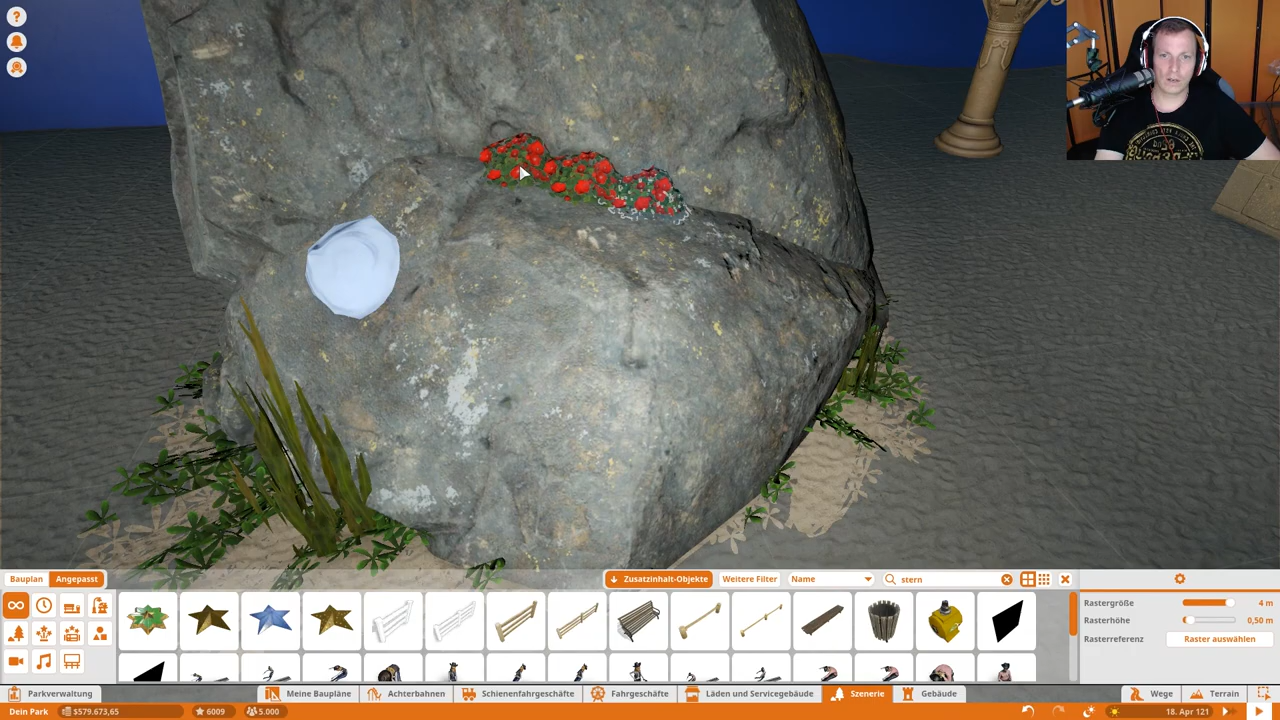 ?
Bauplan Angepasst Zusatzinhalt-Objekte Weitere Filter Name stern
Rastergröße 4 m
Rasterhöhe 0,50 m
Rasterreferenz Raster auswählen
Parkverwaltung Meine Baupläne Achterbahnen Schienenfahrgeschäfte Fahrgeschäfte Läden und Servicegebäude Szenerie Gebäude Wege Terrain
Dein Park $579.673,65 6009 5.000 18. Apr 121